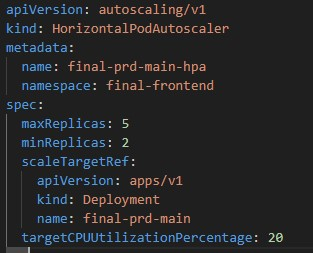 apiVersion: autoscaling/v1
kind: HorizontalPodAutoscaler
metadata:
  name: final-prd-main-hpa
  namespace: final-frontend
spec:
  maxReplicas: 5
  minReplicas: 2
  scaleTargetRef:
    apiVersion: apps/v1
    kind: Deployment
    name: final-prd-main
  targetCPUUtilizationPercentage: 20